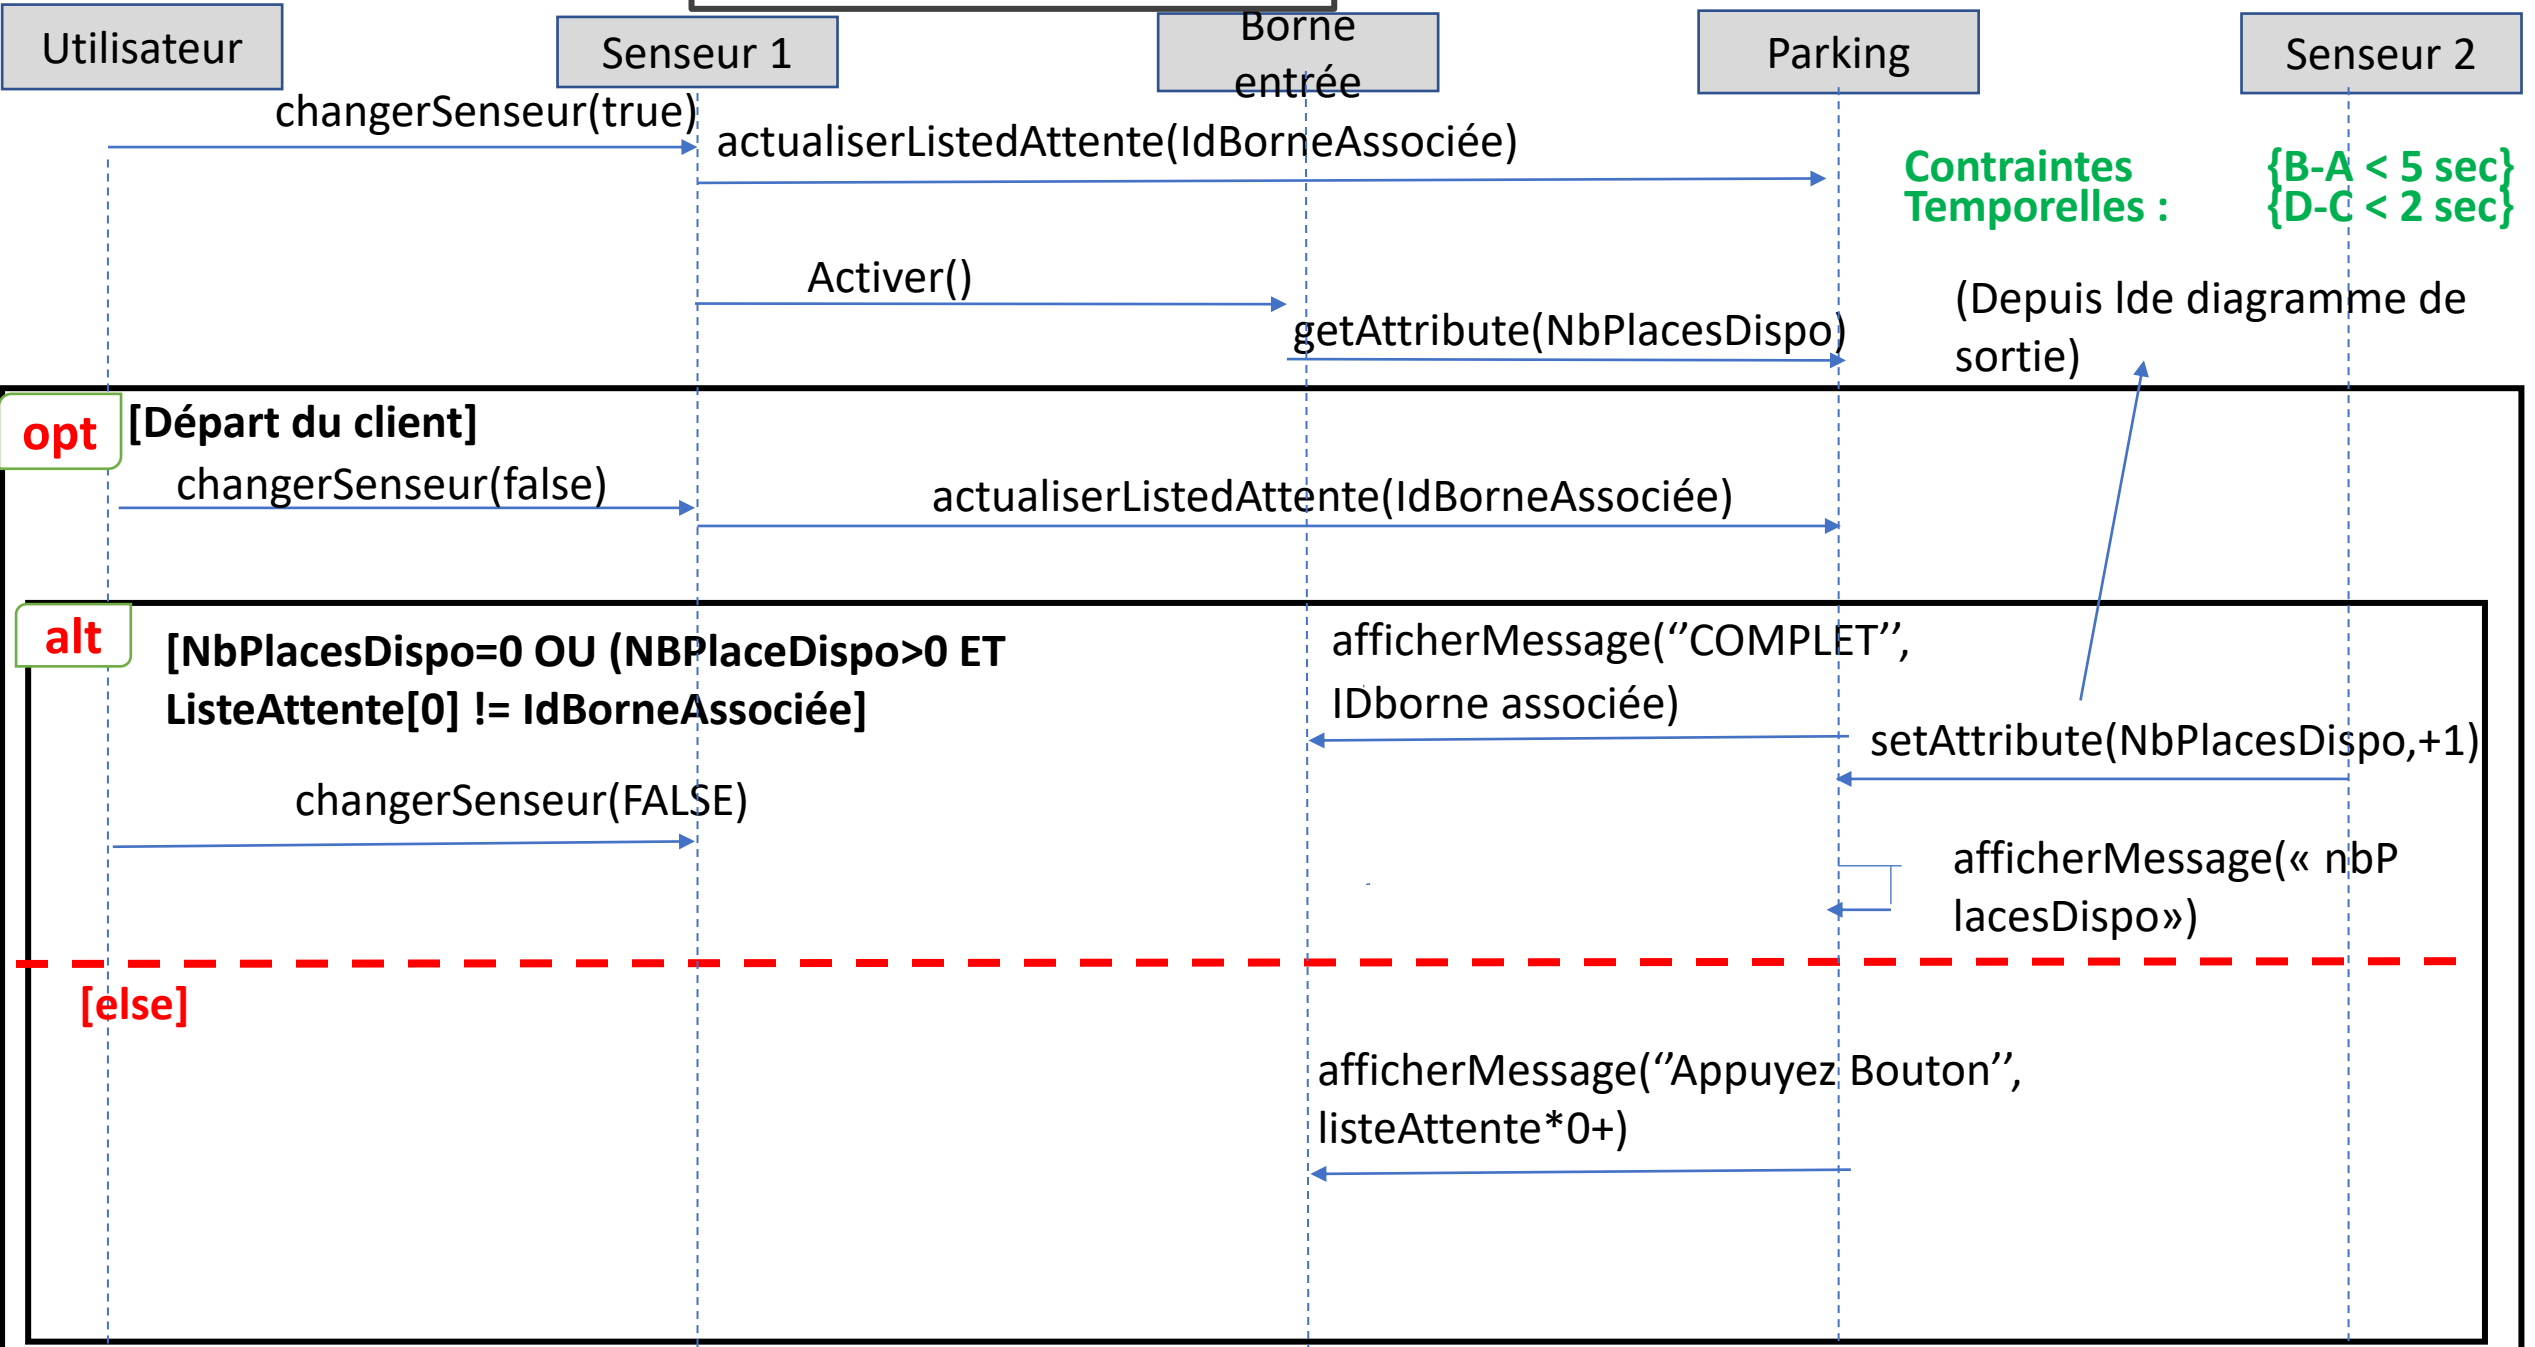 Utilisateur
Senseur 1
Borne
entrée
Parking
Senseur 2
changerSenseur(true)
actualiserListedAttente(IdBorneAssociée)
Contraintes {B-A < 5 sec}
Temporelles : {D-C < 2 sec}
Activer()
(Depuis lde diagramme de
sortie)
getAttribute(NbPlacesDispo)
opt
[Départ du client]
changerSenseur(false)
actualiserListedAttente(IdBorneAssociée)
alt
[NbPlacesDispo=0 OU (NBPlaceDispo>0 ET
ListeAttente[0] != IdBorneAssociée]
afficherMessage(‘’COMPLET’’,
IDborne associée)
setAttribute(NbPlacesDispo,+1)
changerSenseur(FALSE)
afficherMessage(« nbP
lacesDispo»)
[else]
afficherMessage(‘’Appuyez Bouton’’,
listeAttente*0+)